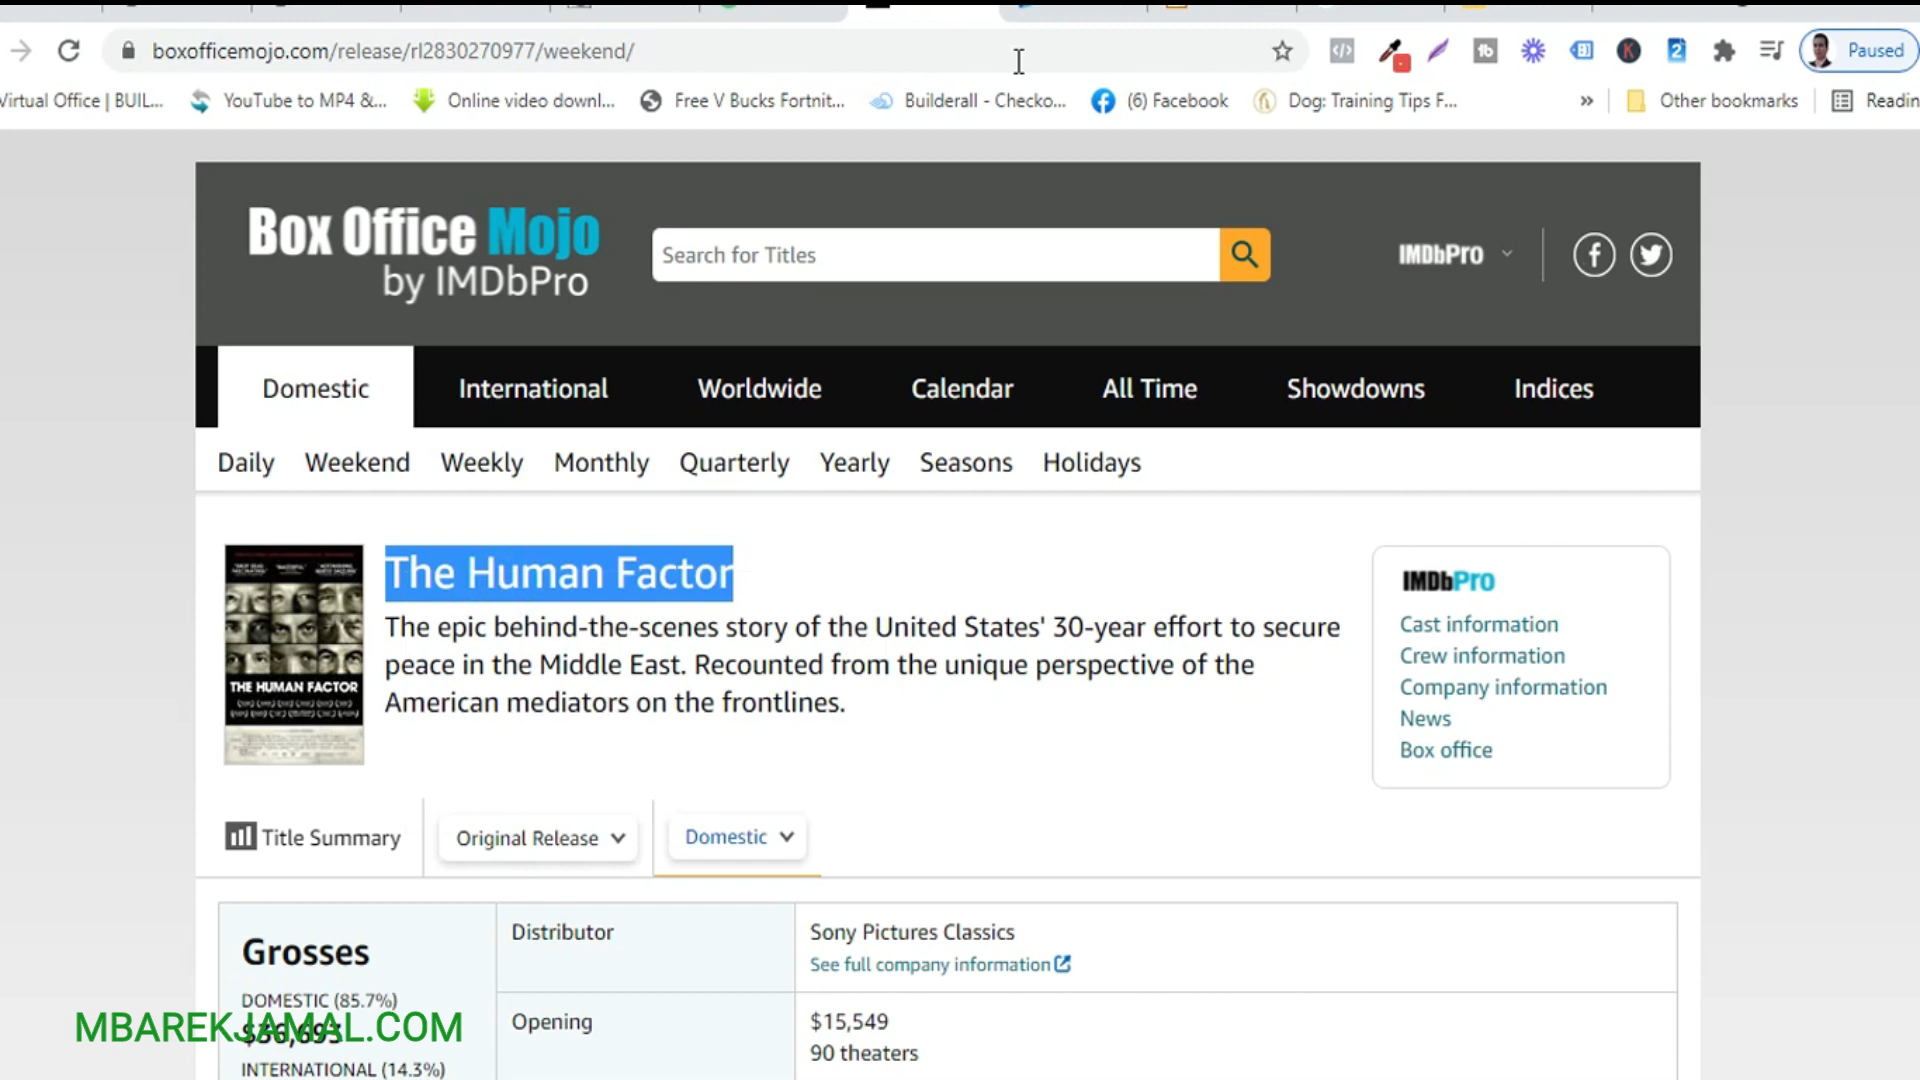 boxofficemojo.com/release/rl2830270977/weekend/
Paused
Virtual Office | BUIL...
YouTube to MP4 &...
Online video downl...
Free V Bucks Fortnit...
Builderall - Checko...
(6) Facebook
Dog: Training Tips F...
»
Other bookmarks
Readin
Box Office Mojo
by IMDbPro
Search for Titles
IMDbPro
Domestic
International
Worldwide
Calendar
All Time
Showdowns
Indices
Daily
Weekend
Weekly
Monthly
Quarterly
Yearly
Seasons
Holidays
The Human Factor
The epic behind-the-scenes story of the United States' 30-year effort to secure
peace in the Middle East. Recounted from the unique perspective of the
American mediators on the frontlines.
THE HUMAN FACTOR
IMDbPro
Cast information
Crew information
Company information
News
Box office
Title Summary
Original Release
Domestic
Grosses
DOMESTIC (85.7%)
$36,693
INTERNATIONAL (14.3%)
Distributor
Sony Pictures Classics
See full company information
Opening
$15,549
90 theaters
MBAREKJAMAL.COM